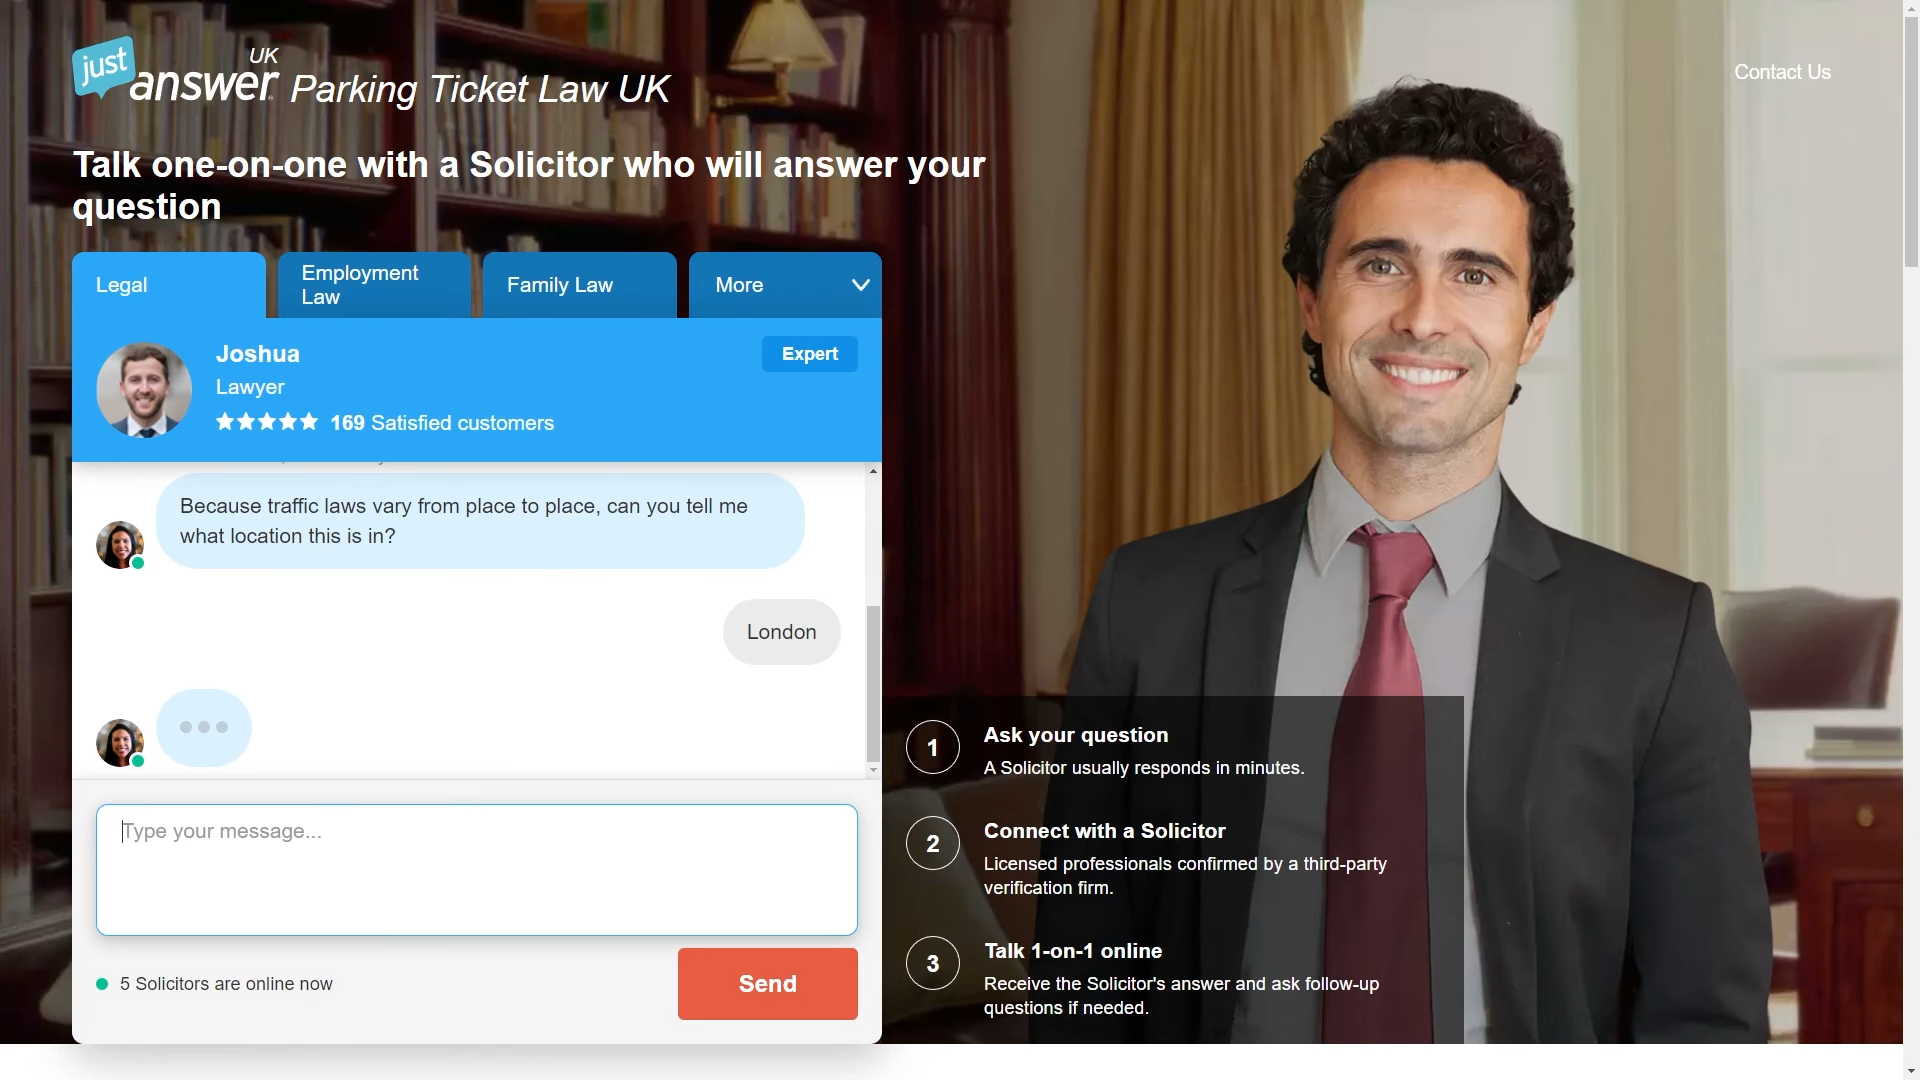 just
answer
UK
Parking Ticket Law UK
Contact Us
Talk one-on-one with a Solicitor who will answer your
question
Legal
Employment
Law
Family Law
More
Joshua
Expert
Lawyer
169 Satisfied customers
Because traffic laws vary from place to place, can you tell me
what location this is in?
London
Type your message...
5 Solicitors are online now
Send
1
Ask your question
A Solicitor usually responds in minutes.
2
Connect with a Solicitor
Licensed professionals confirmed by a third-party
verification firm.
3
Talk 1-on-1 online
Receive the Solicitor's answer and ask follow-up
questions if needed.